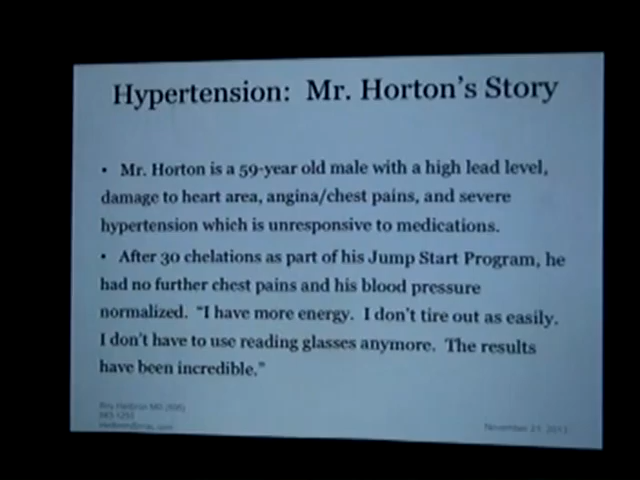 Hypertension: Mr. Horton's Story
• Mr. Horton is a 59-year old male with a high lead level,
damage to heart area, angina/chest pains, and severe
hypertension which is unresponsive to medications.
• After 30 chelations as part of his Jump Start Program, he
had no further chest pains and his blood pressure
normalized. "I have more energy. I don't tire out as easily.
I don't have to use reading glasses anymore. The results
have been incredible."
November 21,